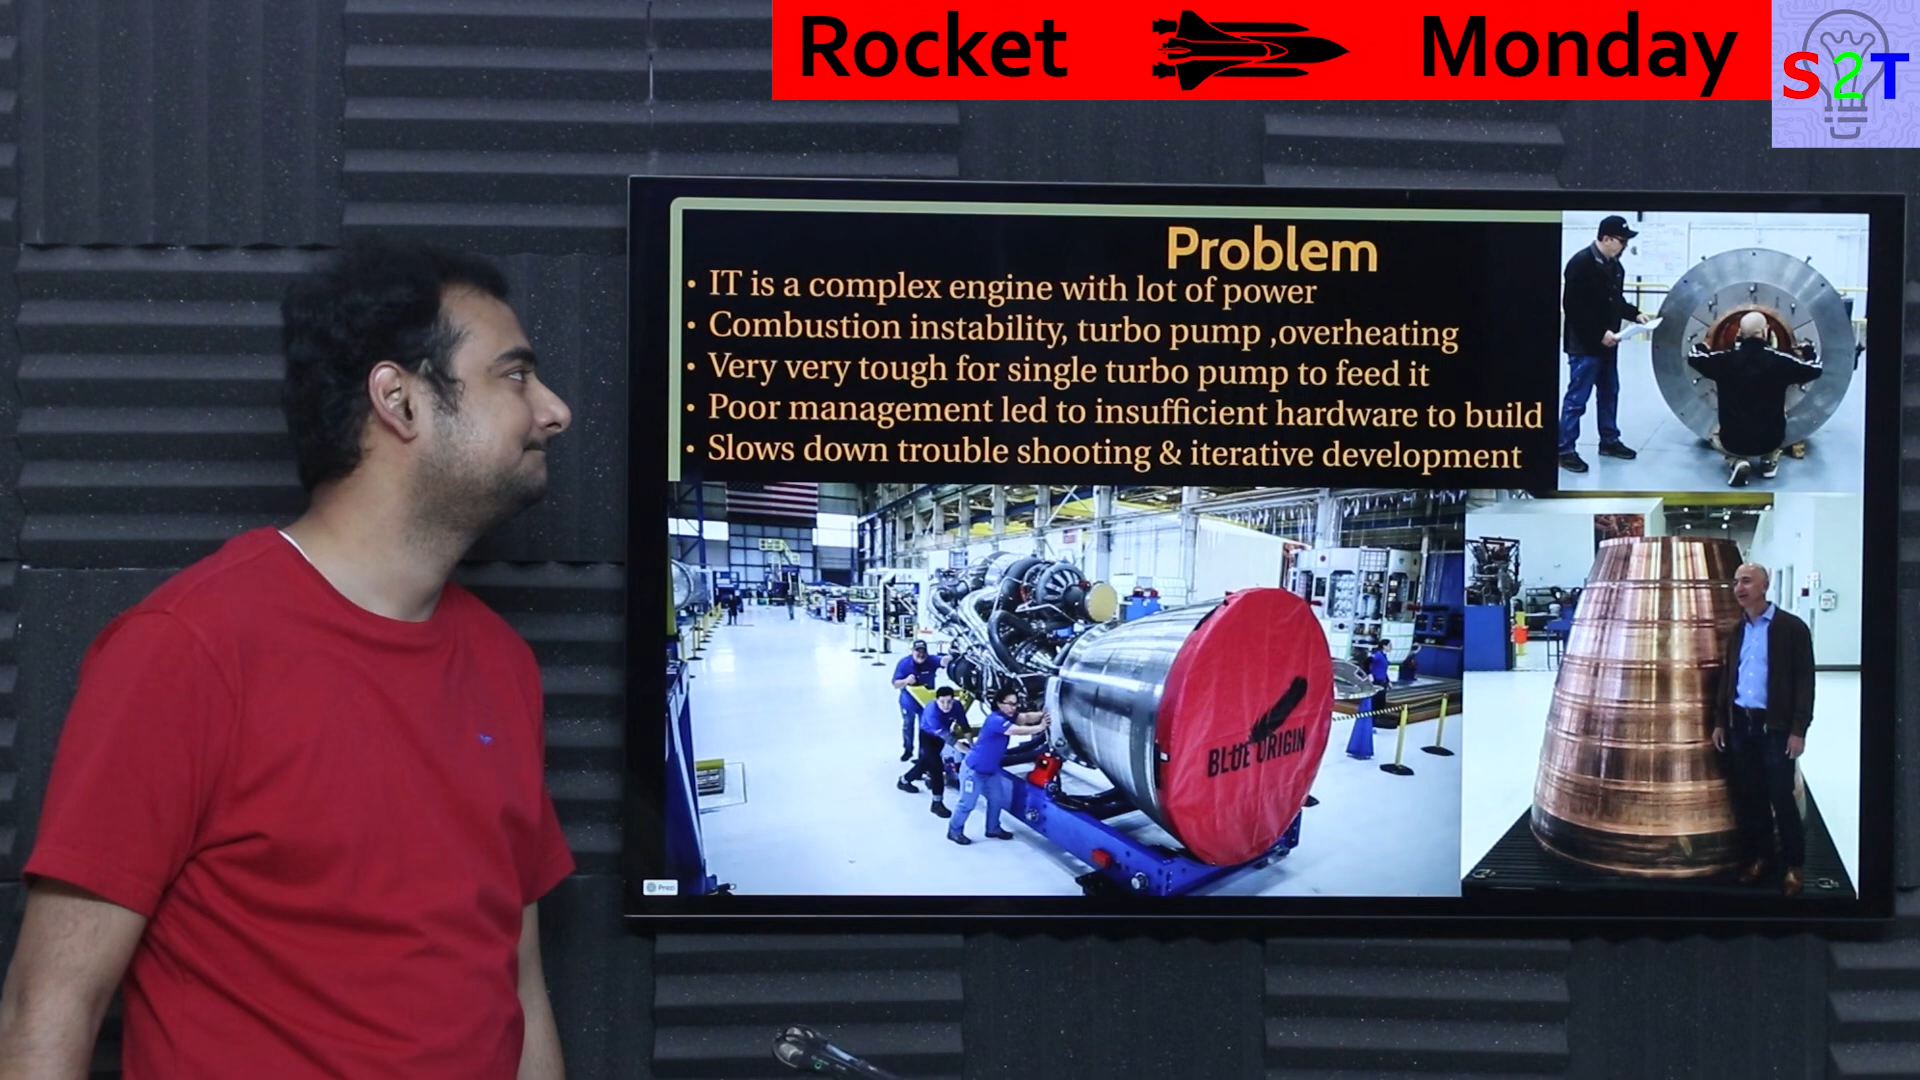 Rocket Monday
S2T
Problem
• IT is a complex engine with lot of power
• Combustion instability, turbo pump ,overheating
• Very very tough for single turbo pump to feed it
• Poor management led to insufficient hardware to build
• Slows down trouble shooting & iterative development
BLUE ORIGIN
Prezi